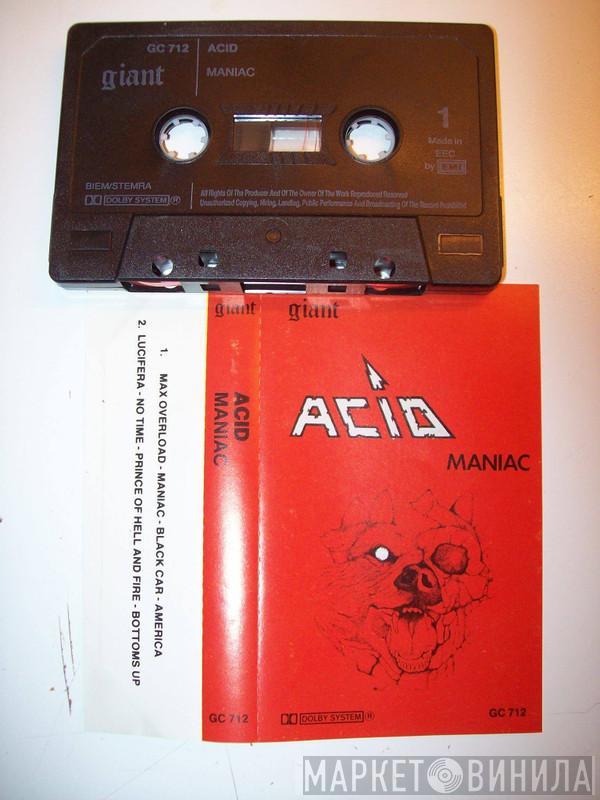 GC 712
ACID
giant
MANIAC
1
Made in
EEC
by EMI
BIEM/STEMRA
DOLBY SYSTEM ®
All Rights Of The Producer And Of The Owner Of The Work Reproduced Reserved
Unauthorized Copying, Hiring, Lending, Public Performance And Broadcasting Of The Record Prohibited
1. MAX OVERLOAD - MANIAC - BLACK CAR - AMERICA
2. LUCIFERA - NO TIME - PRINCE OF HELL AND FIRE - BOTTOMS UP
giant
ACID
MANIAC
GC 712
giant
ACID
MANIAC
DOLBY SYSTEM ®
GC 712
МАРКЕТ ВИНИЛА